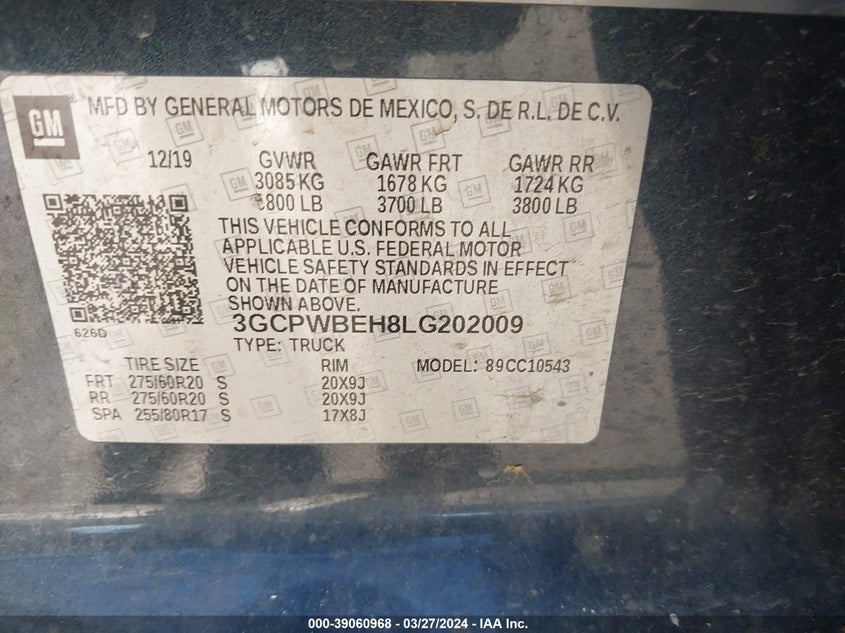 GM
MFD BY GENERAL MOTORS DE MEXICO, S. DE R.L. DE C.V.
12/19 GVWR GAWR FRT GAWR RR
3085 KG 1678 KG 1724 KG
800 LB 3700 LB 3800 LB
THIS VEHICLE CONFORMS TO ALL
APPLICABLE U.S. FEDERAL MOTOR
VEHICLE SAFETY STANDARDS IN EFFECT
ON THE DATE OF MANUFACTURE
SHOWN ABOVE.
626D
3GCPWBEH8LG202009
TYPE: TRUCK MODEL: 89CC10543
TIRE SIZE RIM
FRT 275/60R20 S 20X9J
RR 275/60R20 S 20X9J
SPA 255/80R17 S 17X8J
000-39060968 | 03/27/2024 - IAA Inc.